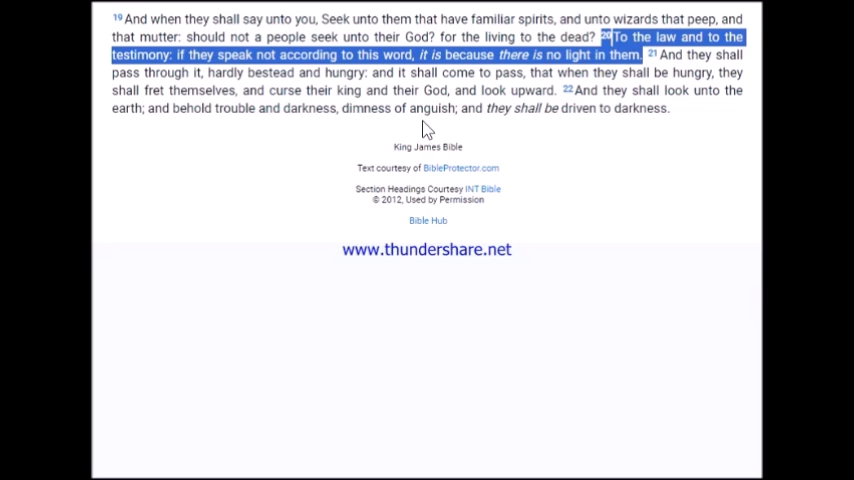 19 And when they shall say unto you, Seek unto them that have familiar spirits, and unto wizards that peep, and
that mutter: should not a people seek unto their God? for the living to the dead? 20 To the law and to the
testimony: if they speak not according to this word, it is because there is no light in them. 21 And they shall
pass through it, hardly bestead and hungry: and it shall come to pass, that when they shall be hungry, they
shall fret themselves, and curse their king and their God, and look upward. 22 And they shall look unto the
earth; and behold trouble and darkness, dimness of anguish; and they shall be driven to darkness.
King James Bible
Text courtesy of BibleProtector.com
Section Headings Courtesy INT Bible
© 2012, Used by Permission
Bible Hub
www.thundershare.net